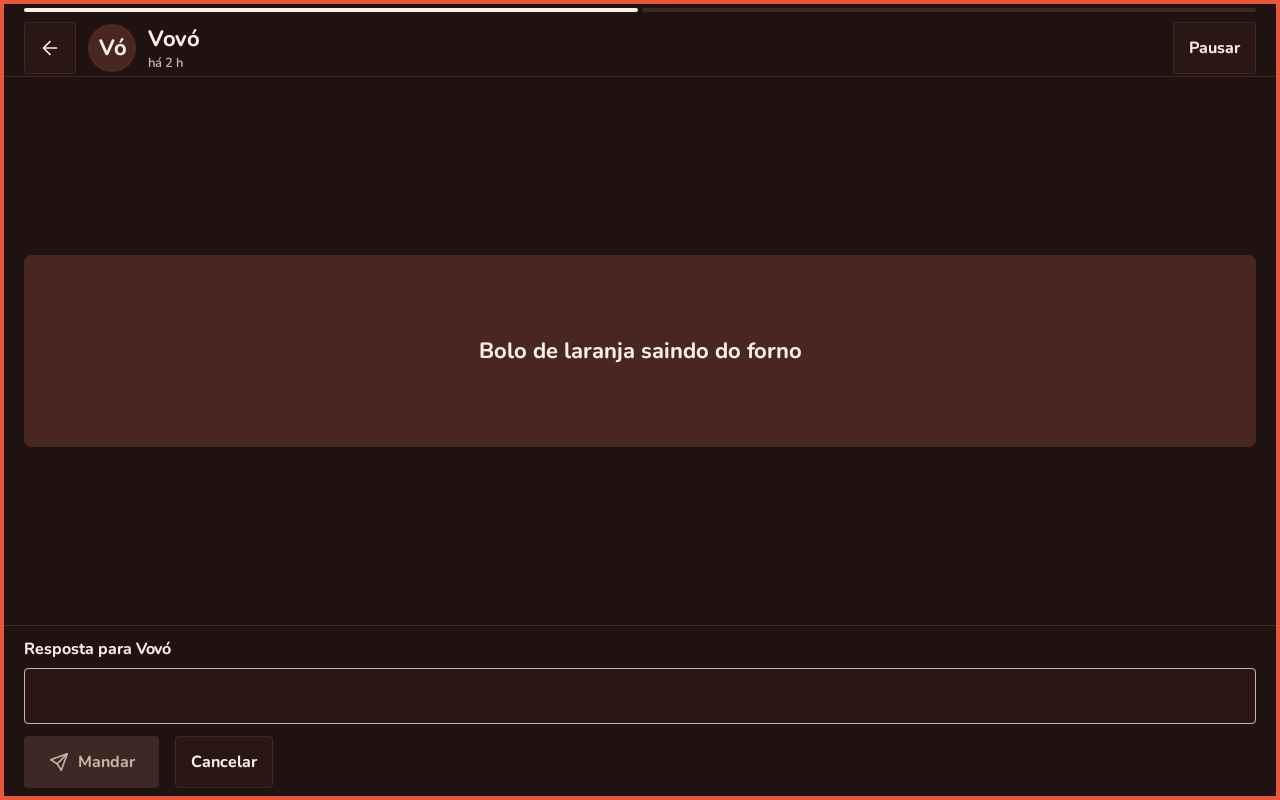 Vó
Vovó
há 2 h
Pausar
Bolo de laranja saindo do forno
Resposta para Vovó
Mandar
Cancelar